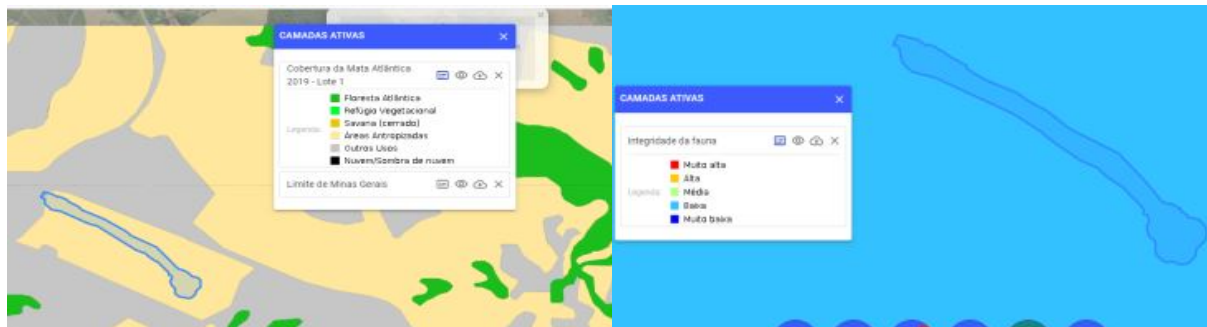 CAMADAS ATIVAS
Cobertura da Mata Atlântica
2019 - Lote 1
Legenda:
Floresta Atlântica
Refúgio Vegetacional
Savana (cerrado)
Áreas Antropizadas
Outros Usos
Nuvem/Sombra de nuvem
Limite de Minas Gerais
CAMADAS ATIVAS
Integridade da fauna
Legenda:
Muito alta
Alta
Média
Baixa
Muito baixa